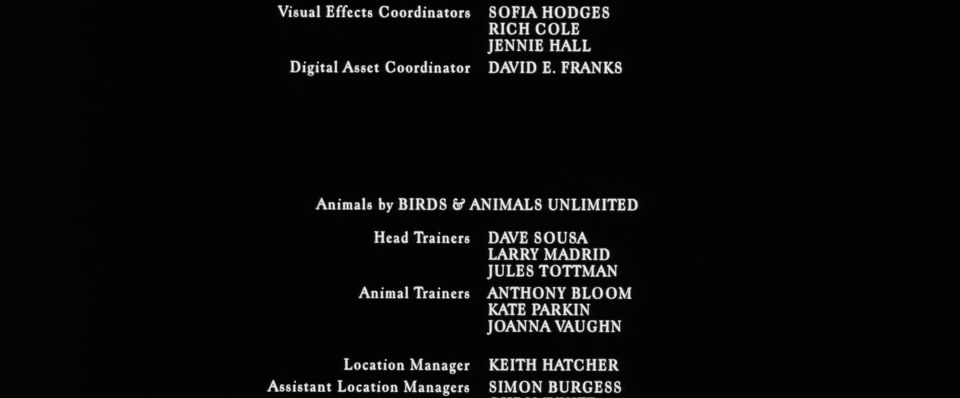 Visual Effects Coordinators SOFIA HODGES
RICH COLE
JENNIE HALL
Digital Asset Coordinator DAVID E. FRANKS
Animals by BIRDS & ANIMALS UNLIMITED
Head Trainers DAVE SOUSA
LARRY MADRID
JULES TOTTMAN
Animal Trainers ANTHONY BLOOM
KATE PARKIN
JOANNA VAUGHN
Location Manager KEITH HATCHER
Assistant Location Managers SIMON BURGESS